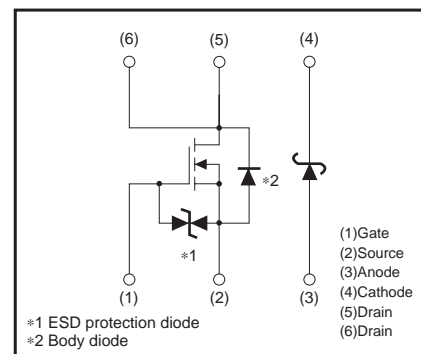 (6) (5) (4)
∗2
∗1
(1) (2) (3)
(1)Gate
(2)Source
(3)Anode
(4)Cathode
(5)Drain
(6)Drain
∗1 ESD protection diode
∗2 Body diode